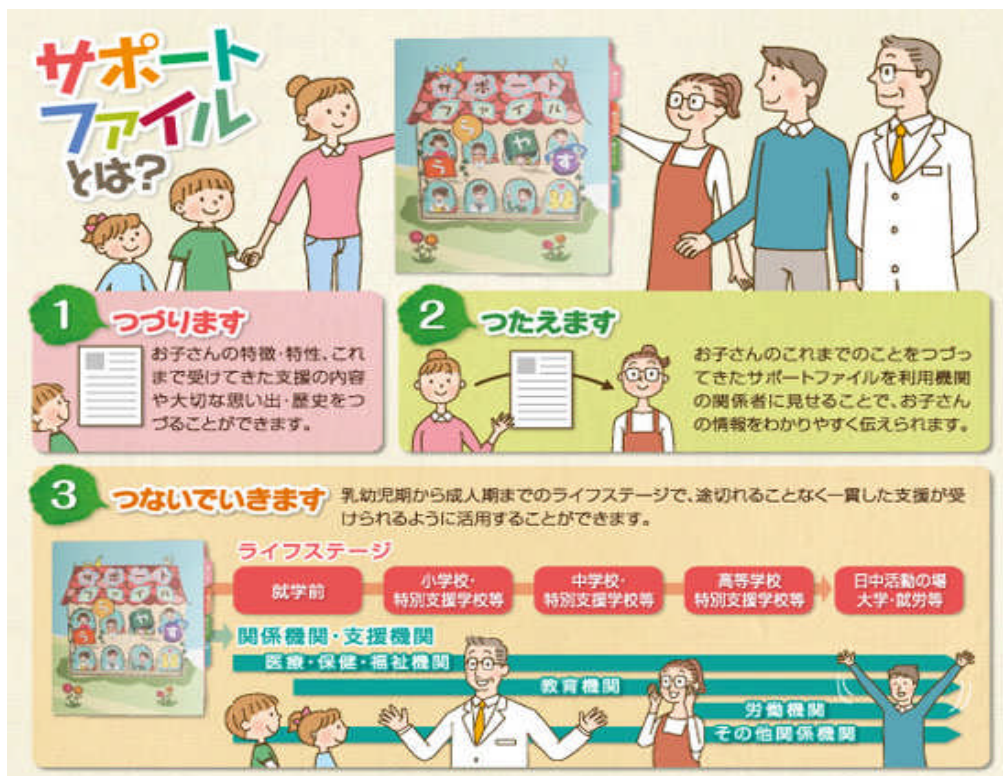 サポート
ファイル
とは?
サポート
ファイル
う
ら
や
す
1 つづります
お子さんの特徴・特性、これ
まで受けてきた支援の内容
や大切な思い出・歴史をつ
づることができます。
2 つたえます
お子さんのこれまでのことをつづっ
てきたサポートファイルを利用機関
の関係者に見せることで、お子さん
の情報をわかりやすく伝えられます。
3 つないでいきます
乳幼児期から成人期までのライフステージで、途切れることなく一貫した支援が受
けられるように活用することができます。
サポート
ファイル
う
ら
や
す
ライフステージ
就学前
小学校・
特別支援学校等
中学校・
特別支援学校等
高等学校
特別支援学校等
日中活動の場
大学・就労等
関係機関・支援機関
医療・保健・福祉機関
教育機関
労働機関
その他関係機関